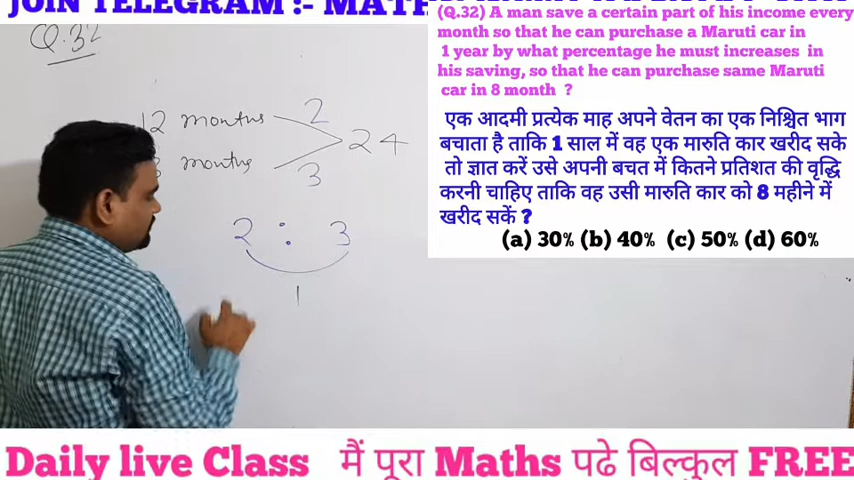 JOIN TELEGRAM :- MATH
Q.32
12 months 2
24
8 months 3
2 : 3
1
(Q.32) A man save a certain part of his income every
month so that he can purchase a Maruti car in
1 year by what percentage he must increases in
his saving, so that he can purchase same Maruti
car in 8 month ?
एक आदमी प्रत्येक माह अपने वेतन का एक निश्चित भाग
बचाता है ताकि 1 साल में वह एक मारुति कार खरीद सके
तो ज्ञात करें उसे अपनी बचत में कितने प्रतिशत की वृद्धि
करनी चाहिए ताकि वह उसी मारुति कार को 8 महीने में
खरीद सकें ?
(a) 30% (b) 40% (c) 50% (d) 60%
Daily live Class में पूरा Maths पढे बिल्कुल FREE